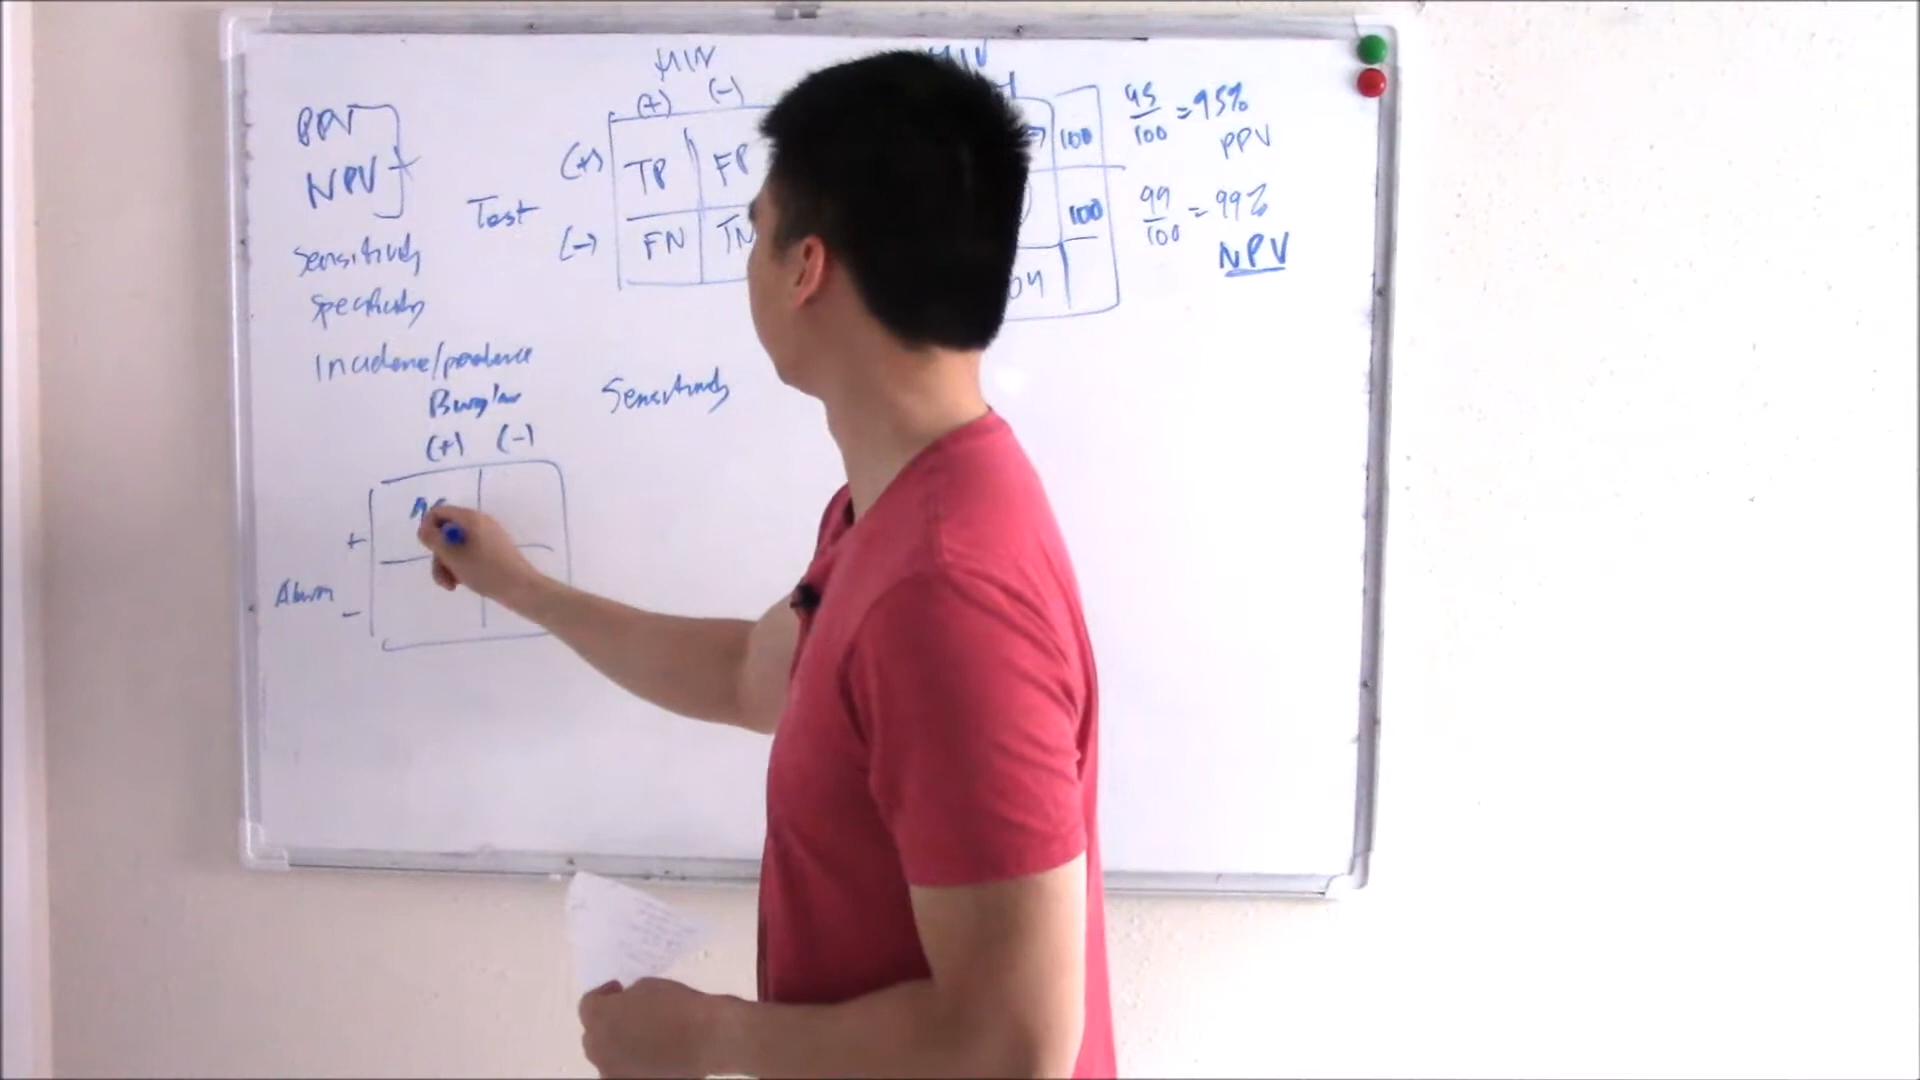 PPV
NPV
Sensitivity
Specificity
Incidence/prevalence
HIV
(+) (-)
Test
(+) TP FP
(-) FN TN
HIV
100
100
95/100 = 95%
PPV
99/100 = 99%
NPV
Sensitivity
Burglar
(+) (-)
Alarm
+
-